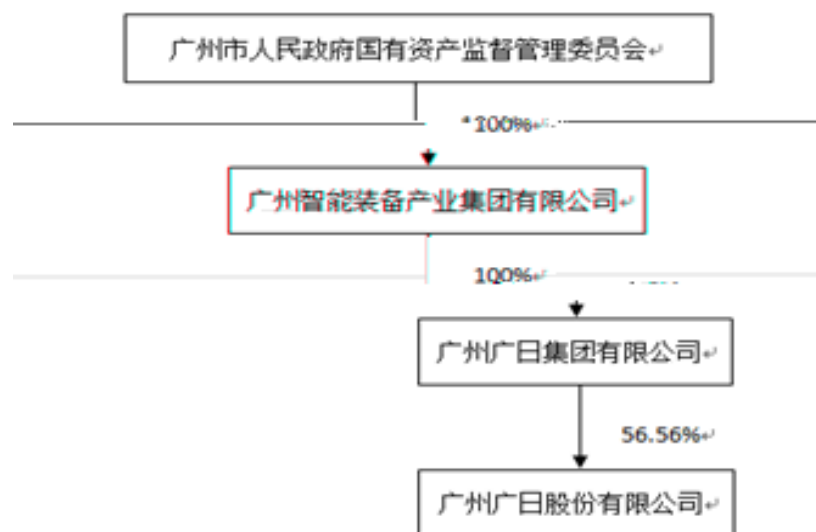 广州市人民政府国有资产监督管理委员会
100%
广州智能装备产业集团有限公司
100%
广州广日集团有限公司
56.56%
广州广日股份有限公司